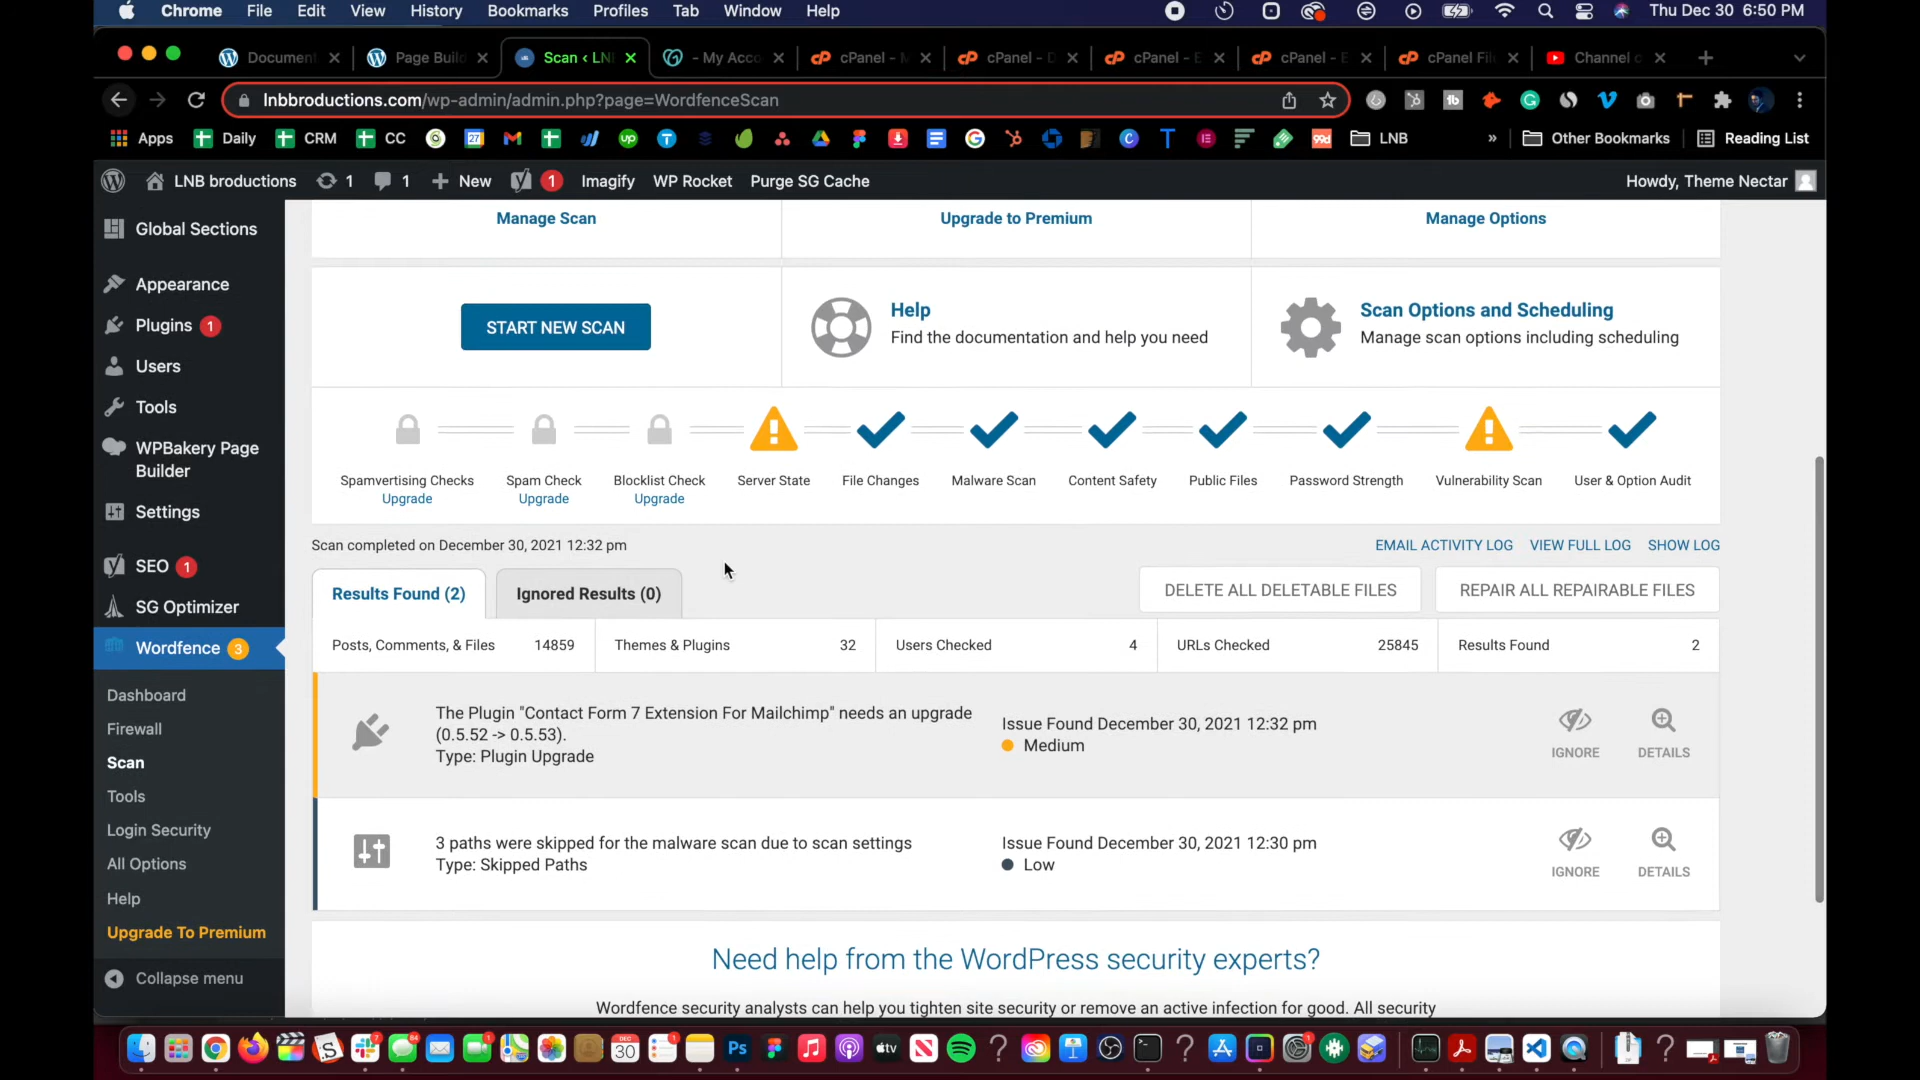 Chrome File Edit View History Bookmarks Profiles Tab Window Help Thu Dec 30 6:50 PM
Document Page Build Scan ‹ LNB - My Acco cPanel - M cPanel - D cPanel - E cPanel - E cPanel File Channel c
lnbbroductions.com/wp-admin/admin.php?page=WordfenceScan
Apps Daily CRM CC LNB » Other Bookmarks Reading List
LNB broductions 1 1 New 1 Imagify WP Rocket Purge SG Cache Howdy, Theme Nectar
Global Sections
Appearance
Plugins 1
Users
Tools
WPBakery Page
Builder
Settings
SEO 1
SG Optimizer
Wordfence 3
Dashboard
Firewall
Scan
Tools
Login Security
All Options
Help
Upgrade To Premium
Collapse menu
Manage Scan Upgrade to Premium Manage Options
START NEW SCAN
Help
Find the documentation and help you need
Scan Options and Scheduling
Manage scan options including scheduling
Spamvertising Checks Spam Check Blocklist Check Server State File Changes Malware Scan Content Safety Public Files Password Strength Vulnerability Scan User & Option Audit
Upgrade Upgrade Upgrade
Scan completed on December 30, 2021 12:32 pm EMAIL ACTIVITY LOG VIEW FULL LOG SHOW LOG
Results Found (2) Ignored Results (0) DELETE ALL DELETABLE FILES REPAIR ALL REPAIRABLE FILES
Posts, Comments, & Files 14859 Themes & Plugins 32 Users Checked 4 URLs Checked 25845 Results Found 2
The Plugin "Contact Form 7 Extension For Mailchimp" needs an upgrade
(0.5.52 -> 0.5.53).
Type: Plugin Upgrade
Issue Found December 30, 2021 12:32 pm
Medium
IGNORE DETAILS
3 paths were skipped for the malware scan due to scan settings
Type: Skipped Paths
Issue Found December 30, 2021 12:30 pm
Low
IGNORE DETAILS
Need help from the WordPress security experts?
Wordfence security analysts can help you tighten site security or remove an active infection for good. All security